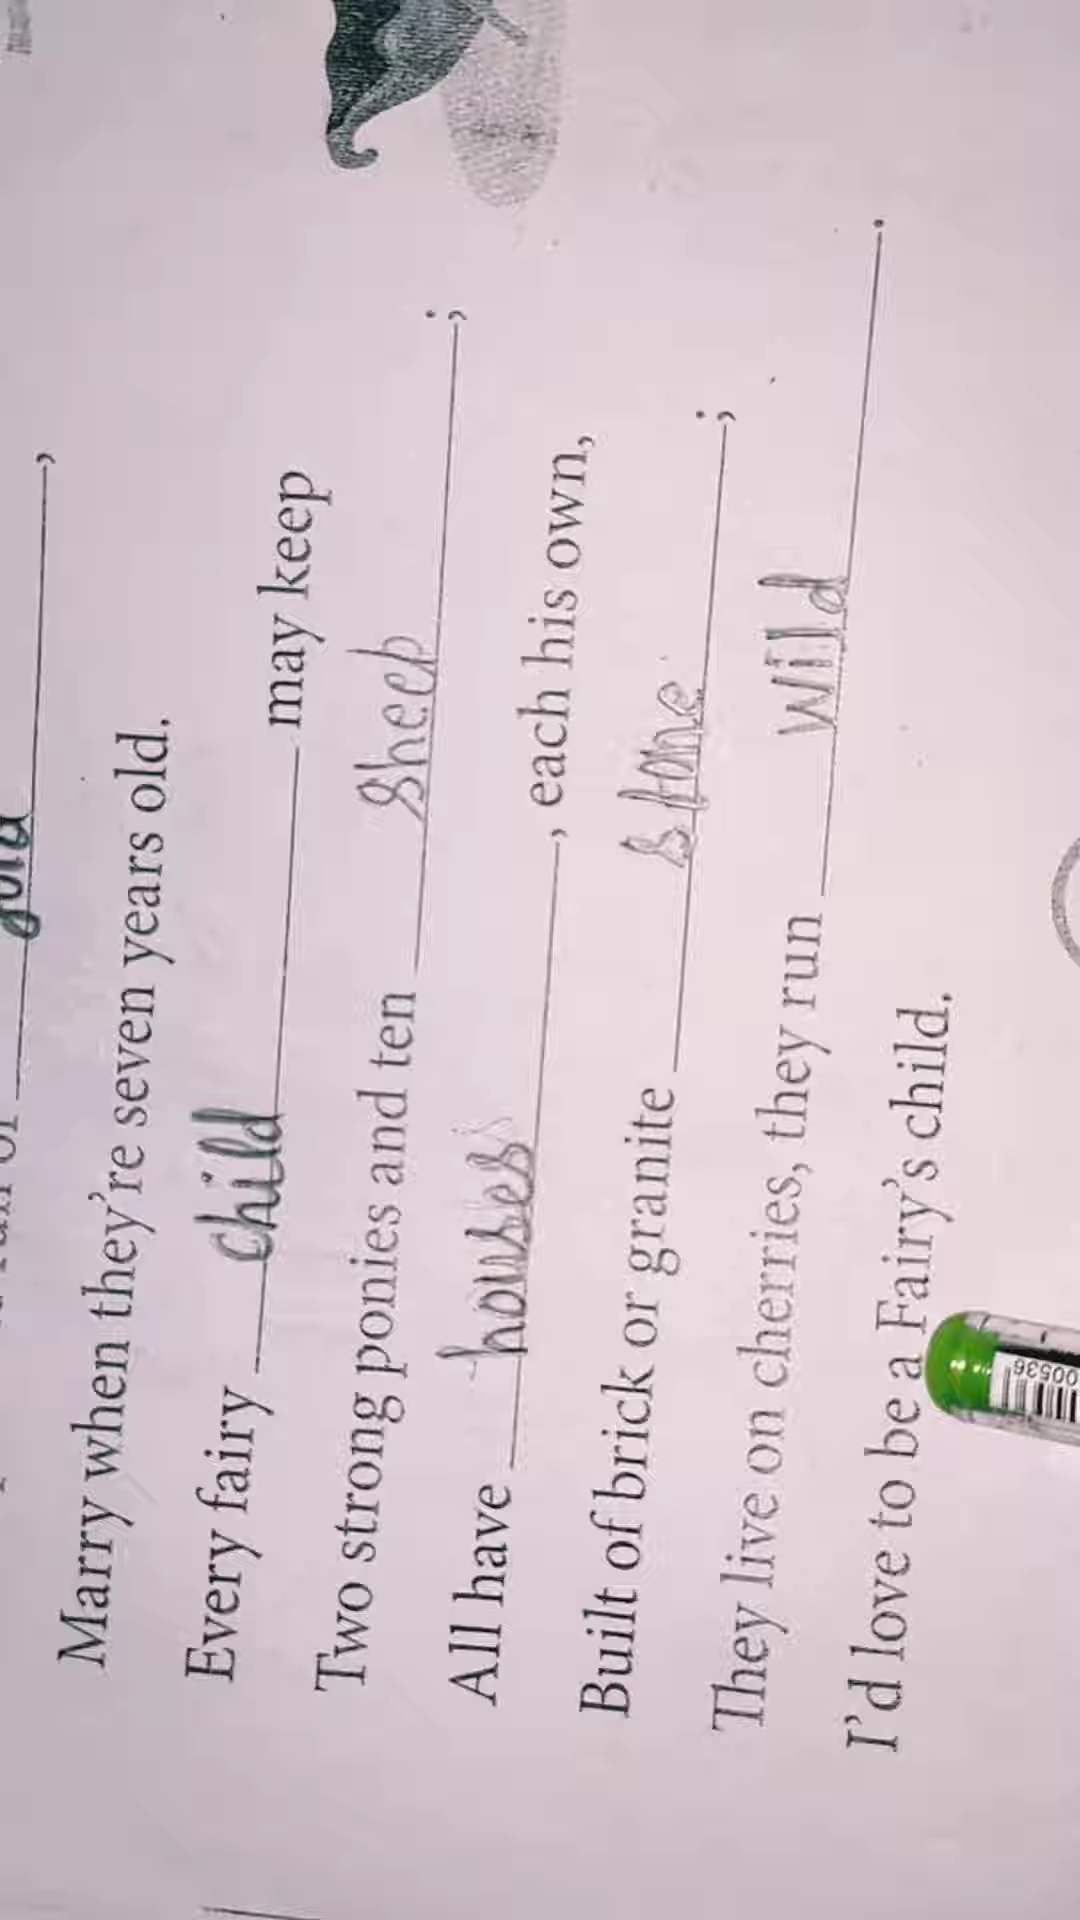 gold,
Marry when they're seven years old.
Every fairy child may keep
Two strong ponies and ten sheep;
All have houses, each his own,
Built of brick or granite stone;
They live on cherries, they run wild.
I'd love to be a Fairy's child.
00536